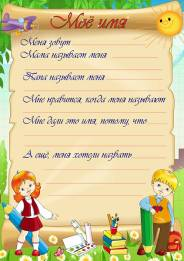 Моё имя
Меня зовут
Мама называет меня
Папа называет меня
Мне нравится, когда меня называют
Мне дали это имя, потому, что
А ещё, меня хотели назвать